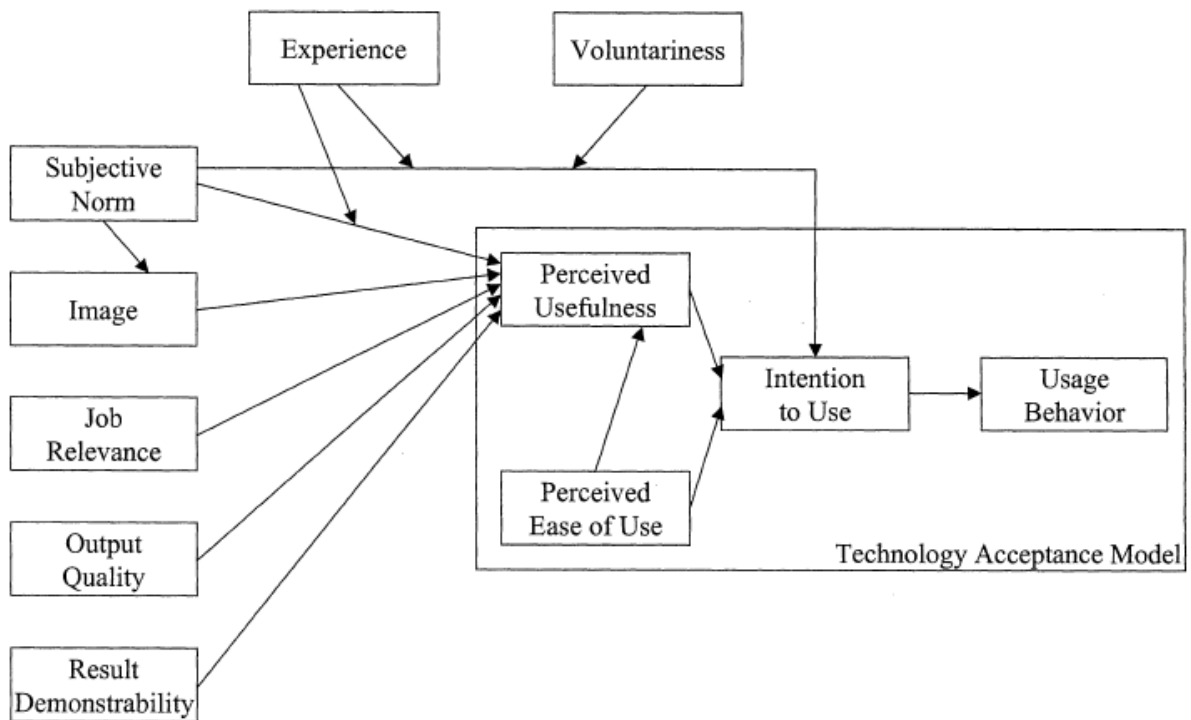 Experience
Voluntariness
Subjective
Norm
Image
Job
Relevance
Output
Quality
Result
Demonstrability
Perceived
Usefulness
Perceived
Ease of Use
Intention
to Use
Usage
Behavior
Technology Acceptance Model